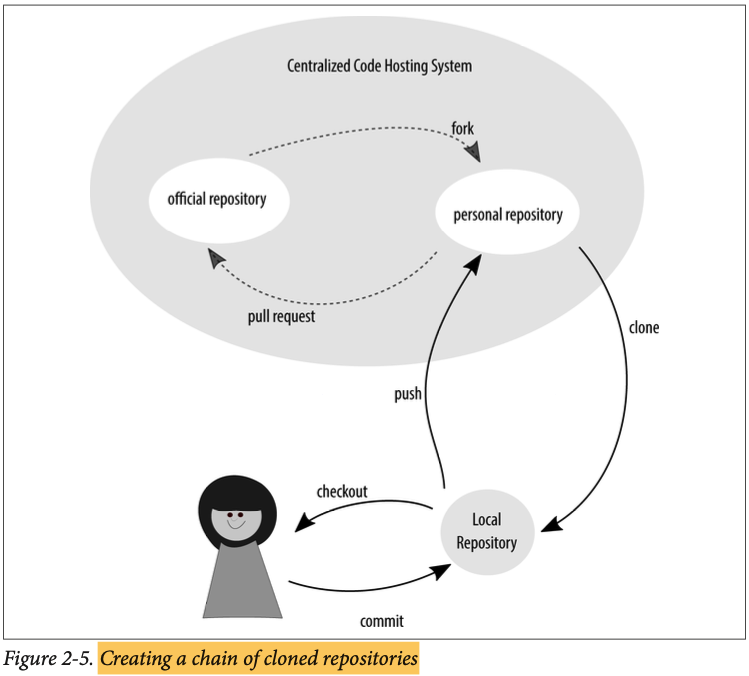 Centralized Code Hosting System
fork
official repository
personal repository
pull request
clone
push
checkout
Local
Repository
commit
Figure 2-5. Creating a chain of cloned repositories